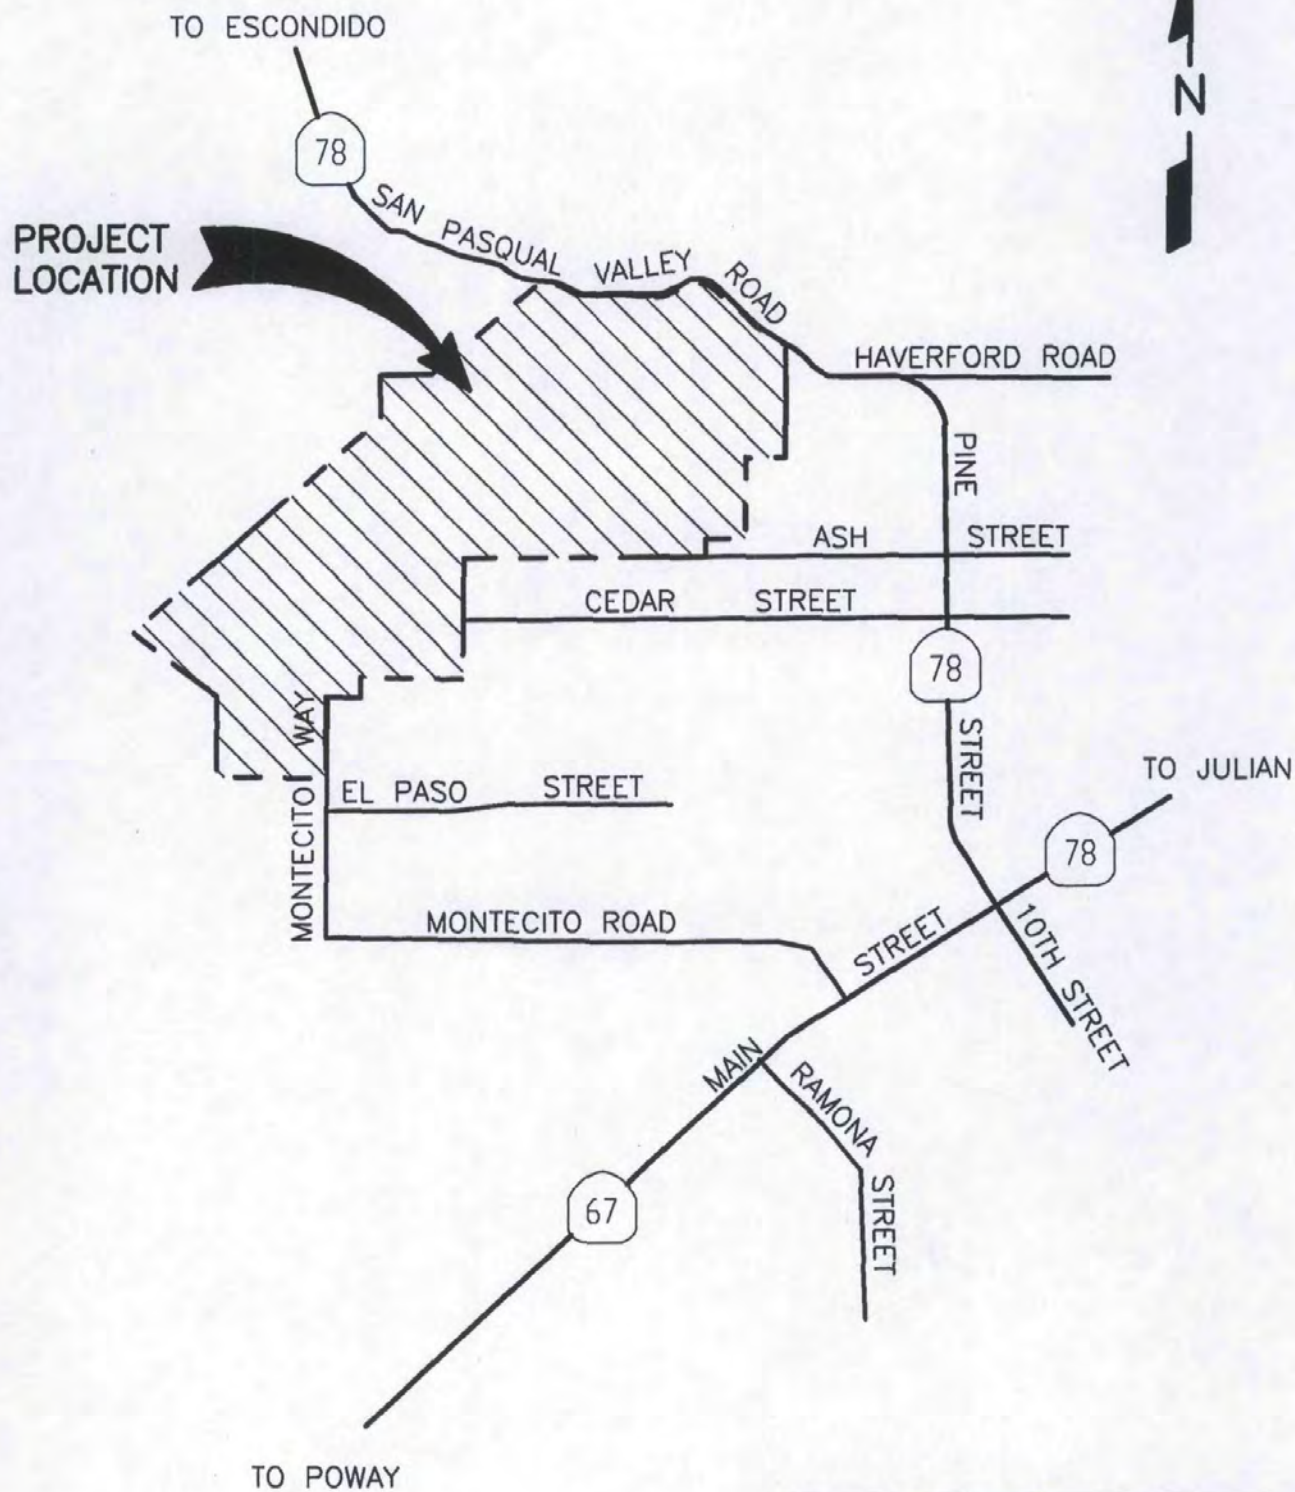 TO ESCONDIDO
N
78
PROJECT
LOCATION
SAN PASQUAL VALLEY ROAD
HAVERFORD ROAD
PINE
ASH STREET
CEDAR STREET
78
STREET
MONTECITO WAY
EL PASO STREET
TO JULIAN
78
MONTECITO ROAD
10TH STREET
MAIN STREET
RAMONA STREET
67
TO POWAY